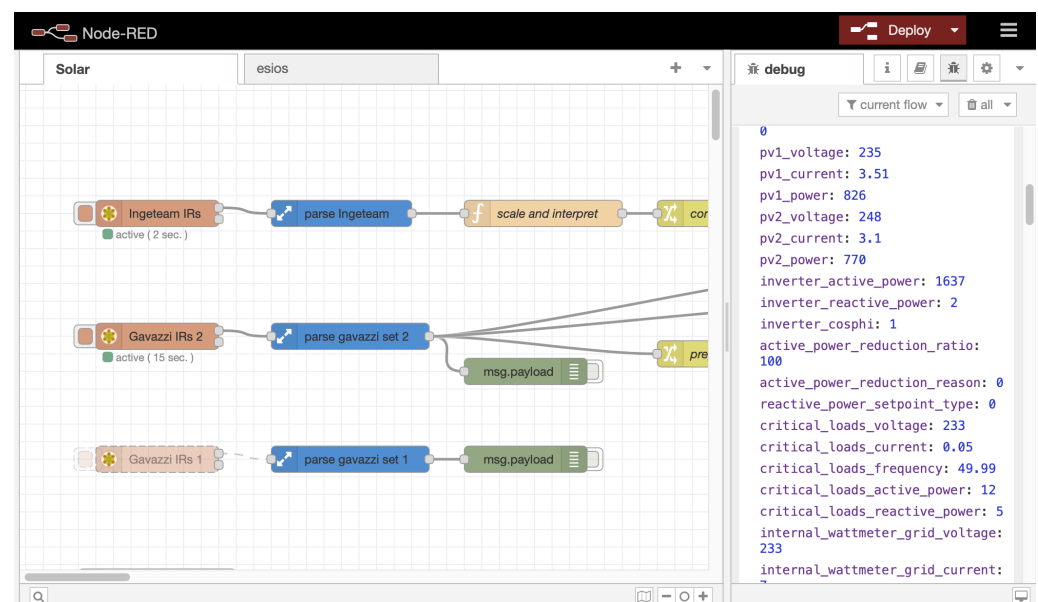 Node-RED
Deploy
Solar
esios
debug
i
current flow
all
Ingeteam IRs
active ( 2 sec. )
parse Ingeteam
f
scale and interpret
cor
Gavazzi IRs 2
active ( 15 sec. )
parse gavazzi set 2
msg.payload
pre
Gavazzi IRs 1
parse gavazzi set 1
msg.payload
0
pv1_voltage: 235
pv1_current: 3.51
pv1_power: 826
pv2_voltage: 248
pv2_current: 3.1
pv2_power: 770
inverter_active_power: 1637
inverter_reactive_power: 2
inverter_cosphi: 1
active_power_reduction_ratio:
100
active_power_reduction_reason: 0
reactive_power_setpoint_type: 0
critical_loads_voltage: 233
critical_loads_current: 0.05
critical_loads_frequency: 49.99
critical_loads_active_power: 12
critical_loads_reactive_power: 5
internal_wattmeter_grid_voltage:
233
internal_wattmeter_grid_current: